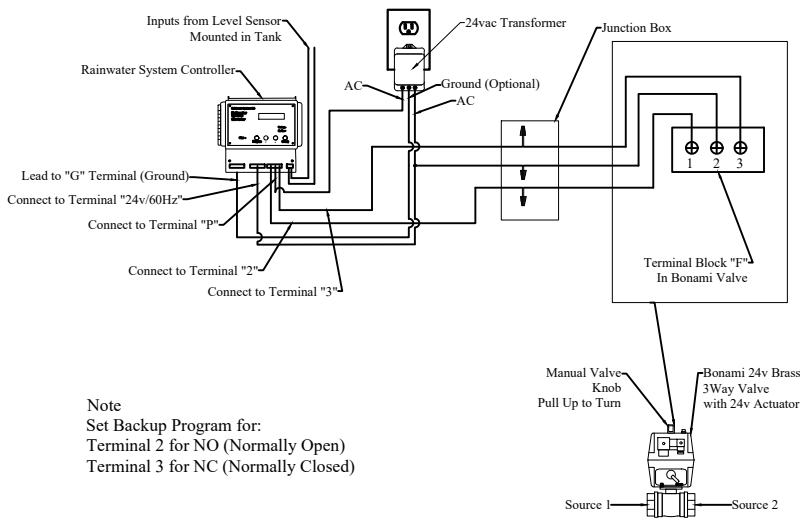 Inputs from Level Sensor
Mounted in Tank
24vac Transformer
Junction Box
Rainwater System Controller
AC
Ground (Optional)
AC
1
2
3
Lead to "G" Terminal (Ground)
Connect to Terminal "24v/60Hz"
Connect to Terminal "P"
Connect to Terminal "2"
Connect to Terminal "3"
Terminal Block "F"
In Bonami Valve
Manual Valve
Knob
Pull Up to Turn
Bonami 24v Brass
3Way Valve
with 24v Actuator
Note
Set Backup Program for:
Terminal 2 for NO (Normally Open)
Terminal 3 for NC (Normally Closed)
Source 1
Source 2